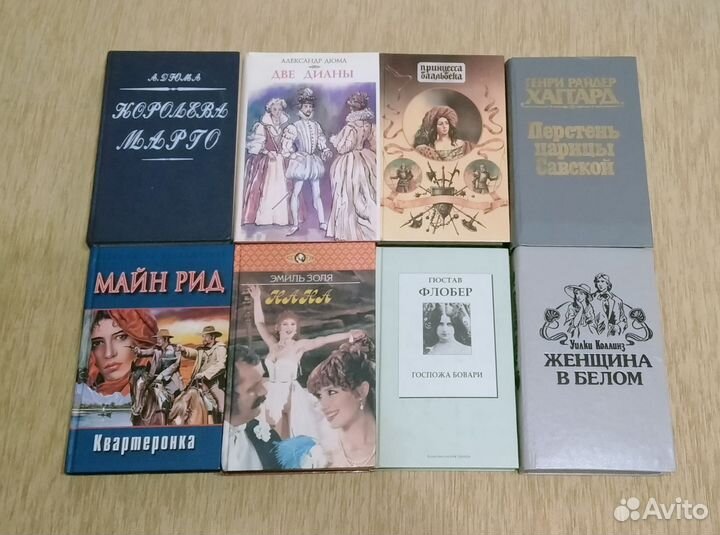 А. ДЮМА
КОРОЛЕВА
МАРГО
АЛЕКСАНДР ДЮМА
ДВЕ ДИАНЫ
принцесса
баальбека
ГЕНРИ РАЙДЕР
ХАГГАРД
Перстень
царицы
Савской
МАЙН РИД
Квартеронка
ЭМИЛЬ ЗОЛЯ
НАНА
ГЮСТАВ
ФЛОБЕР
ГОСПОЖА БОВАРИ
Уилки Коллинз
ЖЕНЩИНА
В БЕЛОМ
Avito